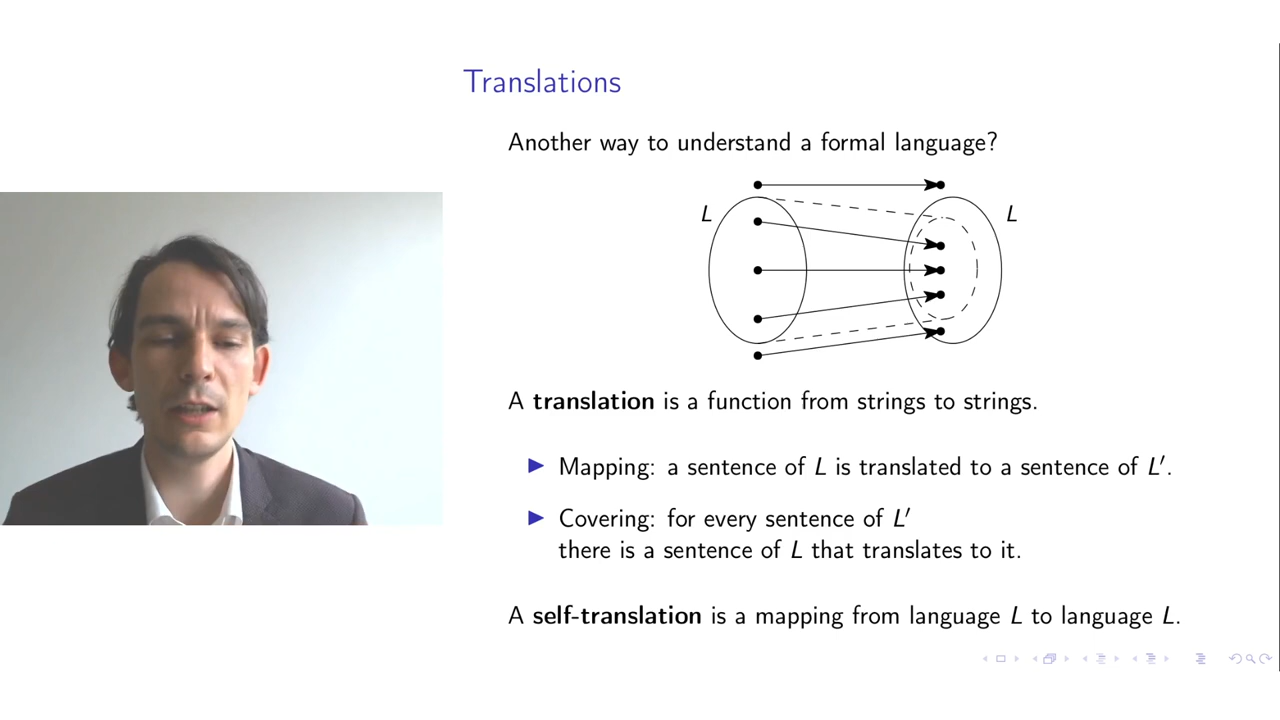 Translations
Another way to understand a formal language?
L
L
A translation is a function from strings to strings.
Mapping: a sentence of L is translated to a sentence of L′.
Covering: for every sentence of L′
there is a sentence of L that translates to it.
A self-translation is a mapping from language L to language L.